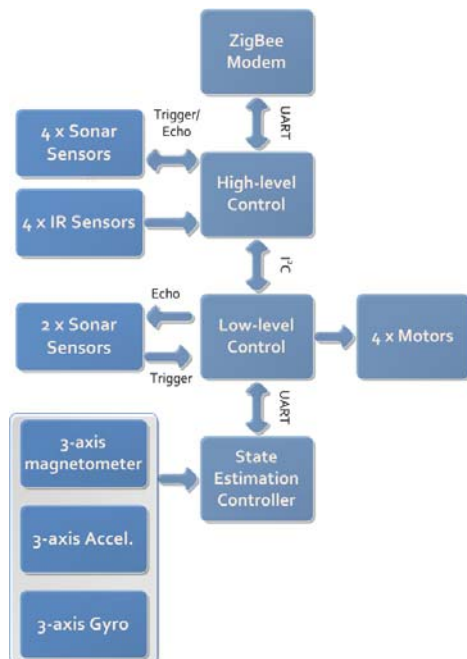 ZigBee
Modem
UART
Trigger/
Echo
4 x Sonar
Sensors
High-level
Control
4 x IR Sensors
I²C
Echo
2 x Sonar
Sensors
Low-level
Control
4 x Motors
Trigger
UART
3-axis
magnetometer
State
Estimation
Controller
3-axis Accel.
3-axis Gyro